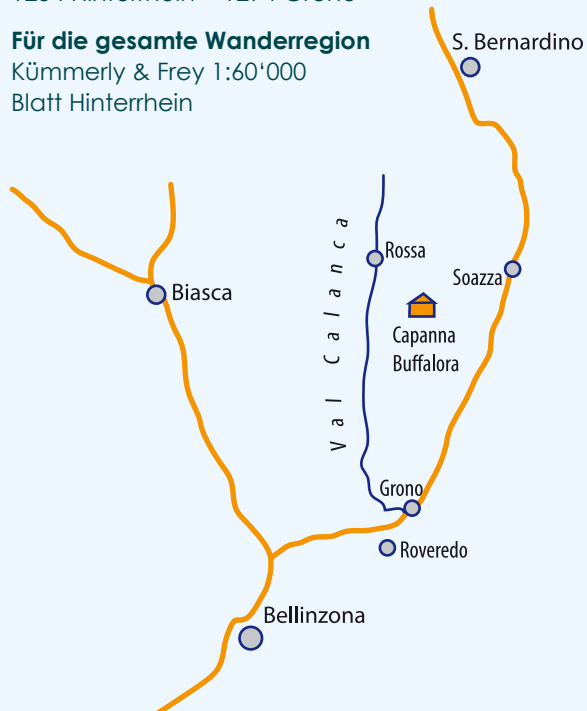 Für die gesamte Wanderregion
Kümmerly & Frey 1:60‘000
Blatt Hinterrhein
S. Bernardino
Val Calanca
Rossa
Soazza
Biasca
Capanna
Buffalora
Grono
Roveredo
Bellinzona